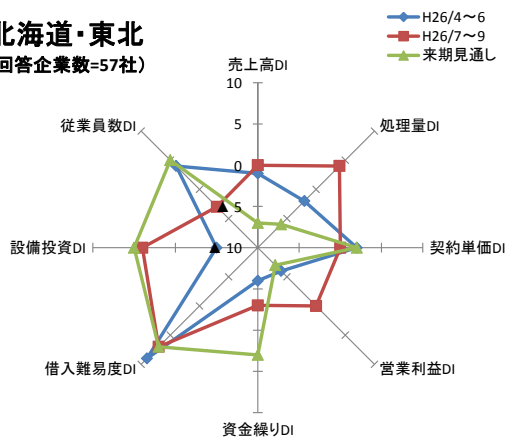 北海道・東北
回答企業数=57社）
H26/4～6
H26/7～9
来期見通し
売上高DI
処理量DI
契約単価DI
営業利益DI
資金繰りDI
借入難易度DI
設備投資DI
従業員数DI
10
5
0
▲ 5
▲ 10